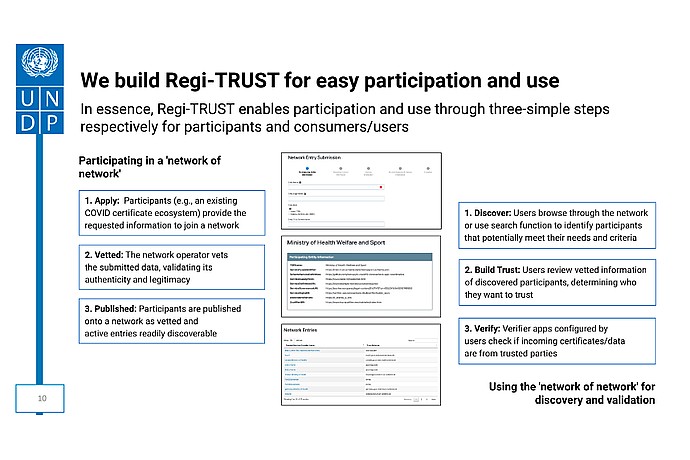 U N
D P
We build Regi-TRUST for easy participation and use
In essence, Regi-TRUST enables participation and use through three-simple steps
respectively for participants and consumers/users
Participating in a 'network of
network'
1. Apply: Participants (e.g., an existing
COVID certificate ecosystem) provide the
requested information to join a network
2. Vetted: The network operator vets
the submitted data, validating its
authenticity and legitimacy
3. Published: Participants are published
onto a network as vetted and
active entries readily discoverable
Network Entry Submission
Ministry of Health Welfare and Sport
Participating Entity Information
Network Entries
1. Discover: Users browse through the network
or use search function to identify participants
that potentially meet their needs and criteria
2. Build Trust: Users review vetted information
of discovered participants, determining who
they want to trust
3. Verify: Verifier apps configured by
users check if incoming certificates/data
are from trusted parties
Using the 'network of network' for
discovery and validation
10